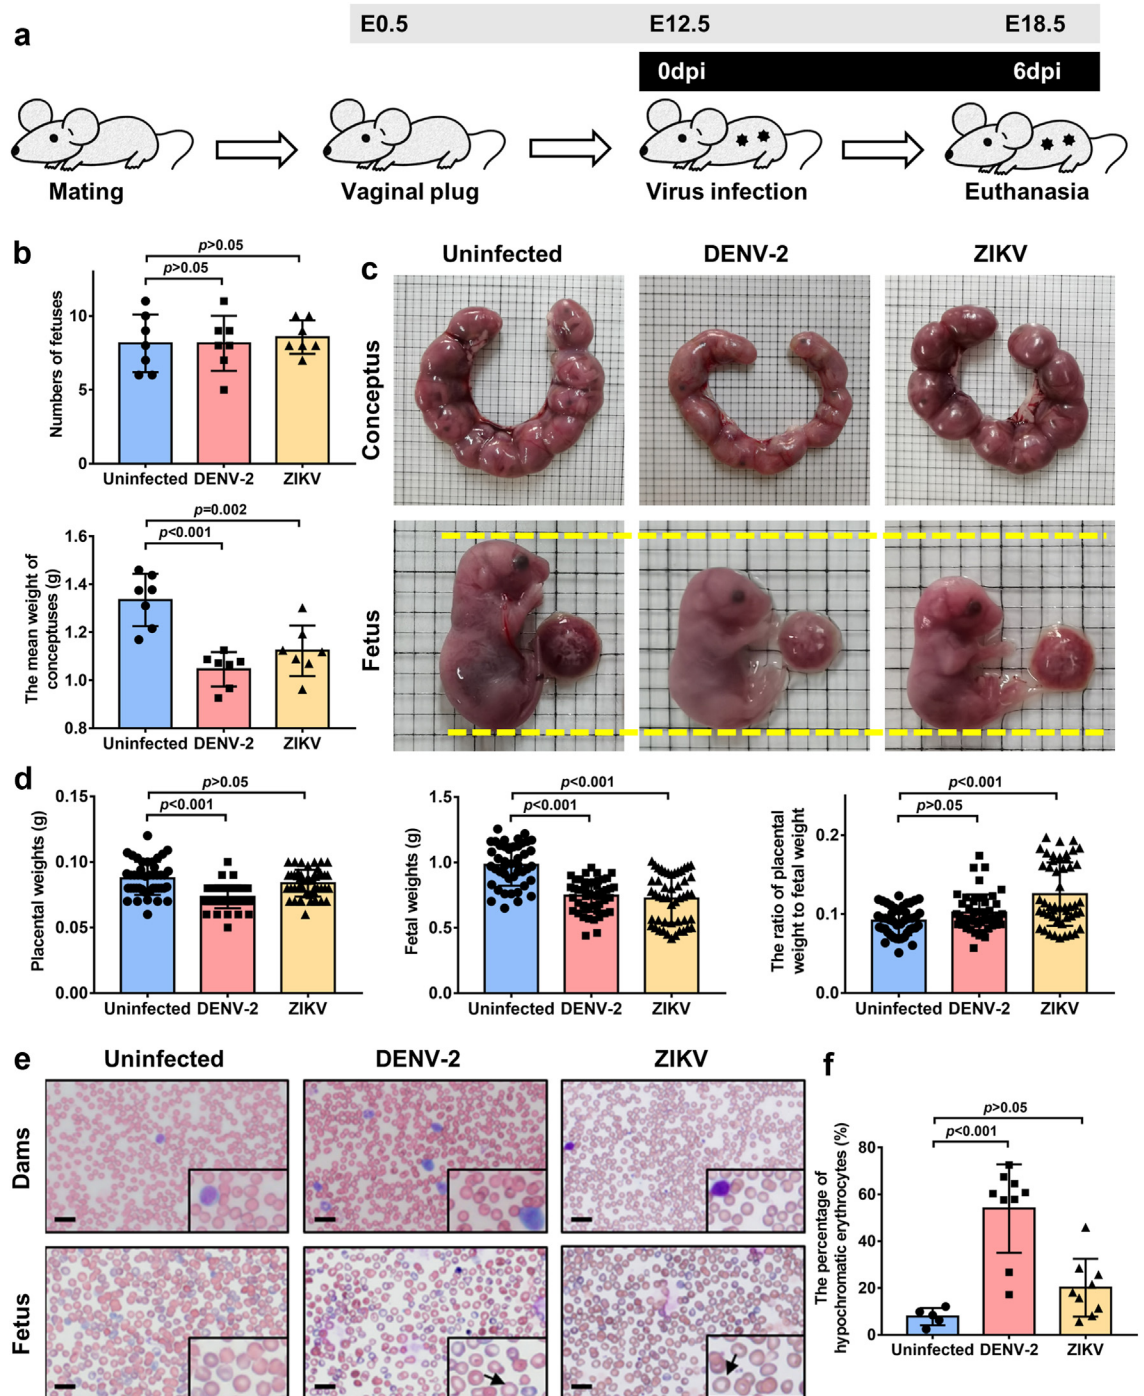 a
E0.5 E12.5 E18.5
0dpi 6dpi
Mating Vaginal plug Virus infection Euthanasia
b
p>0.05
p>0.05
Numbers of fetuses
10
5
0
Uninfected DENV-2 ZIKV
p=0.002
p<0.001
The mean weight of
conceptuses (g)
1.6
1.4
1.2
1.0
0.8
Uninfected DENV-2 ZIKV
c
Uninfected DENV-2 ZIKV
Conceptus
Fetus
d
p>0.05
p<0.001
Placental weights (g)
0.15
0.10
0.05
0.00
Uninfected DENV-2 ZIKV
p<0.001
p<0.001
Fetal weights (g)
1.5
1.0
0.5
0.0
Uninfected DENV-2 ZIKV
p<0.001
p>0.05
The ratio of placental
weight to fetal weight
0.2
0.1
0.0
Uninfected DENV-2 ZIKV
e
Uninfected DENV-2 ZIKV
Dams
Fetus
f
p>0.05
p<0.001
The percentage of
hypochromatic erythrocytes (%)
80
60
40
20
0
Uninfected DENV-2 ZIKV